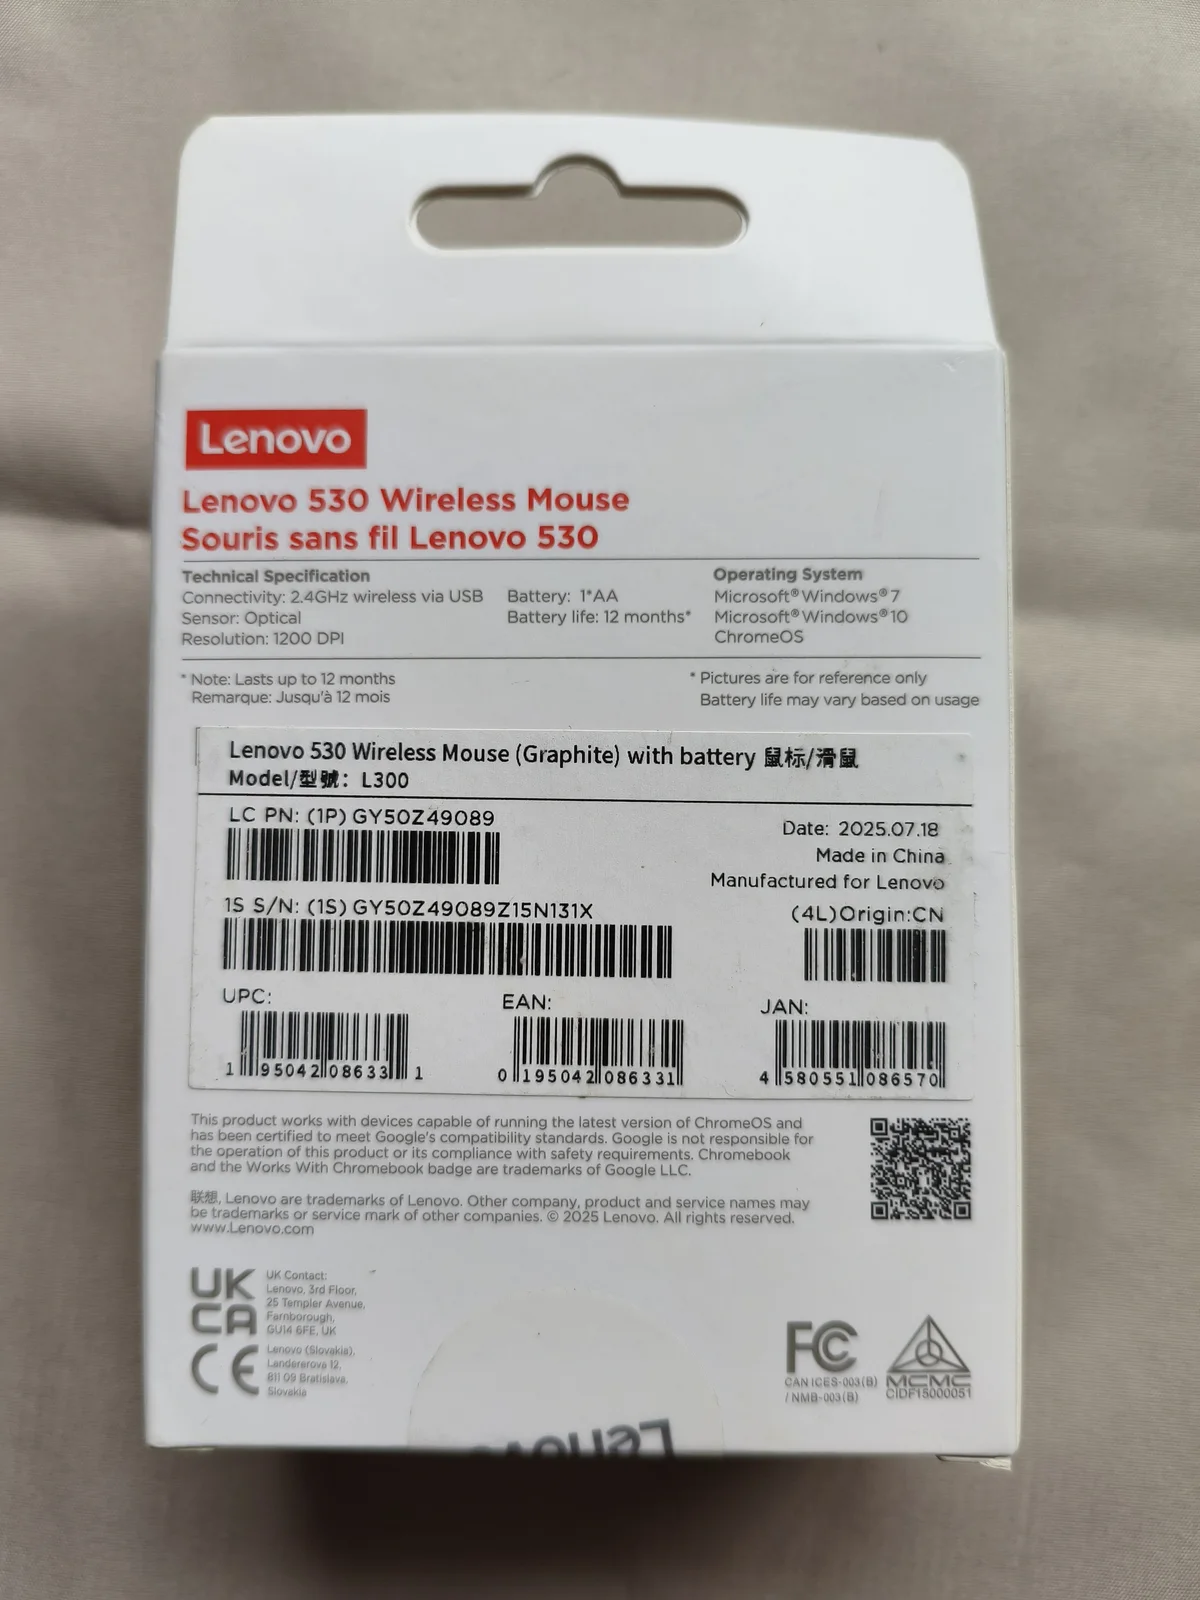 Lenovo
Lenovo 530 Wireless Mouse
Souris sans fil Lenovo 530
Technical Specification
Connectivity: 2.4GHz wireless via USB
Sensor: Optical
Resolution: 1200 DPI
Battery: 1*AA
Battery life: 12 months*
Operating System
Microsoft® Windows® 7
Microsoft® Windows® 10
ChromeOS
* Note: Lasts up to 12 months
Remarque: Jusqu'à 12 mois
* Pictures are for reference only
Battery life may vary based on usage
Lenovo 530 Wireless Mouse (Graphite) with battery 鼠标/滑鼠
Model/型號: L300
LC PN: (1P) GY50Z49089
Date: 2025.07.18
Made in China
Manufactured for Lenovo
1S S/N: (1S) GY50Z49089Z15N131X
(4L)Origin:CN
UPC:
1 95042 08633 1
EAN:
0 195042 086331
JAN:
4 580551 086570
This product works with devices capable of running the latest version of ChromeOS and
has been certified to meet Google's compatibility standards. Google is not responsible for
the operation of this product or its compliance with safety requirements. Chromebook
and the Works With Chromebook badge are trademarks of Google LLC.
联想, Lenovo are trademarks of Lenovo. Other company, product and service names may
be trademarks or service mark of other companies. © 2025 Lenovo. All rights reserved.
www.Lenovo.com
UK
CA
UK Contact:
Lenovo, 3rd Floor,
25 Templer Avenue,
Farnborough,
GU14 6FE, UK
CE
Lenovo (Slovakia),
Landererova 12,
811 09 Bratislava,
Slovakia
FC
CAN ICES-003(B)
/ NMB-003(B)
MCMC
CIDF15000051
Lenovo